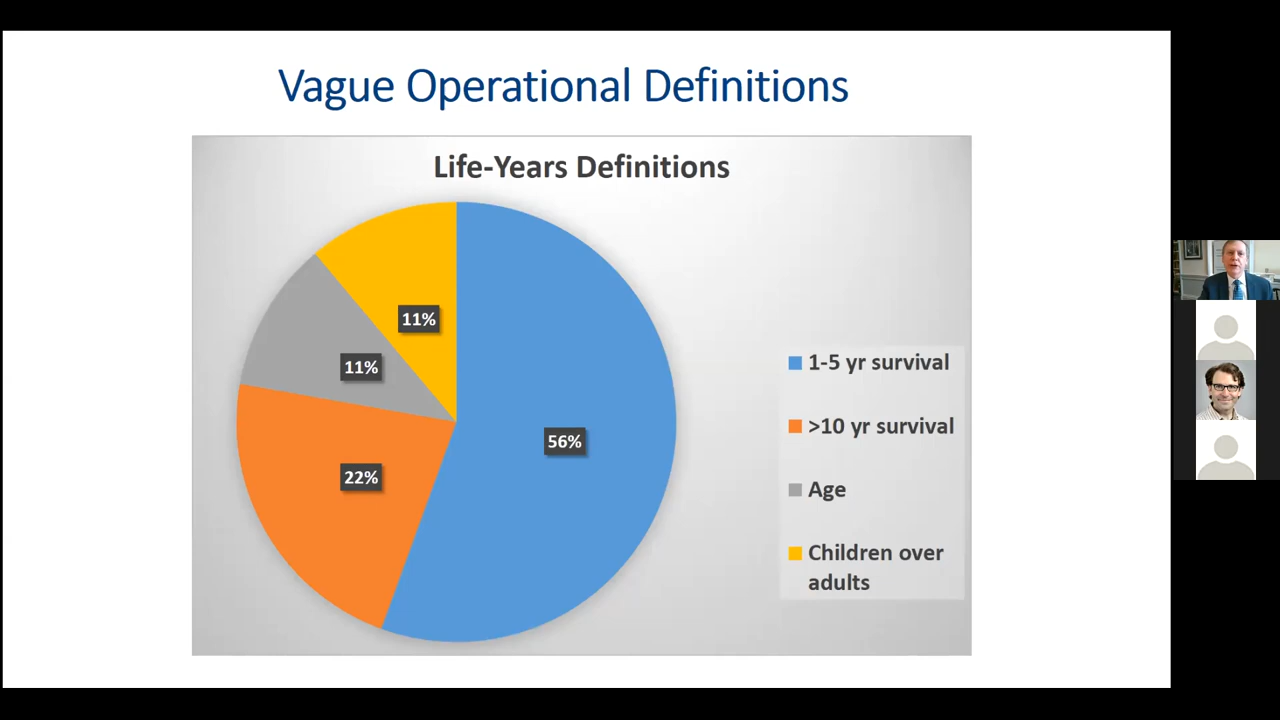 Vague Operational Definitions
Life-Years Definitions
11%
11%
56%
22%
1-5 yr survival
>10 yr survival
Age
Children over
adults